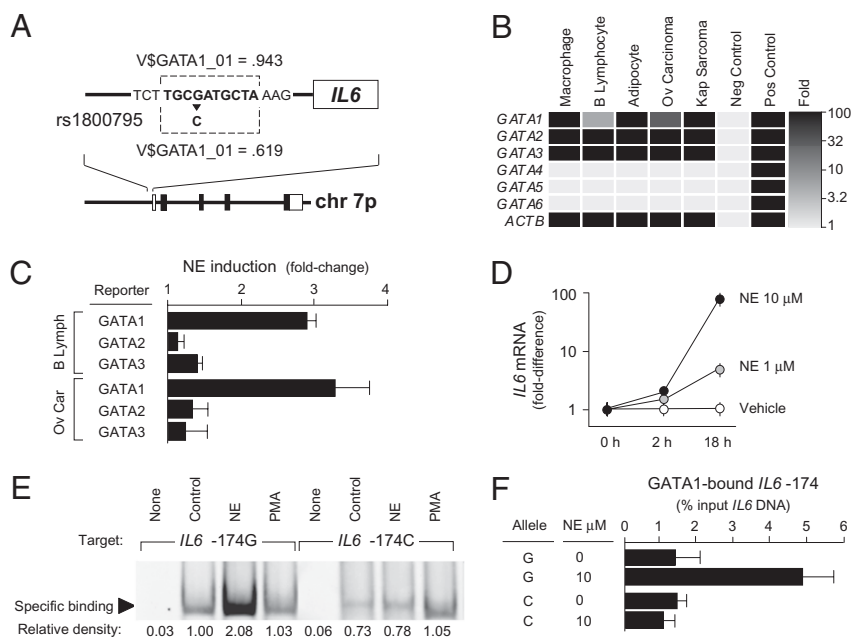 A
V$GATA1_01 = .943
TCT TGCGATGCTA AAG
IL6
rs1800795
C
V$GATA1_01 = .619
chr 7p
B
Macrophage
B Lymphocyte
Adipocyte
Ov Carcinoma
Kap Sarcoma
Neg Control
Pos Control
Fold
GATA1
GATA2
GATA3
GATA4
GATA5
GATA6
ACTB
100
32
10
3.2
1
C
NE induction (fold-change)
Reporter
1 2 3 4
B Lymph
GATA1
GATA2
GATA3
Ov Car
GATA1
GATA2
GATA3
D
IL6 mRNA
(fold-difference)
100
10
1
0 h 2 h 18 h
NE 10 μM
NE 1 μM
Vehicle
E
None Control NE PMA None Control NE PMA
Target: IL6 -174G IL6 -174C
Specific binding
Relative density: 0.03 1.00 2.08 1.03 0.06 0.73 0.78 1.05
F
GATA1-bound IL6 -174
(% input IL6 DNA)
Allele NE μM 0 1 2 3 4 5 6
G 0
G 10
C 0
C 10